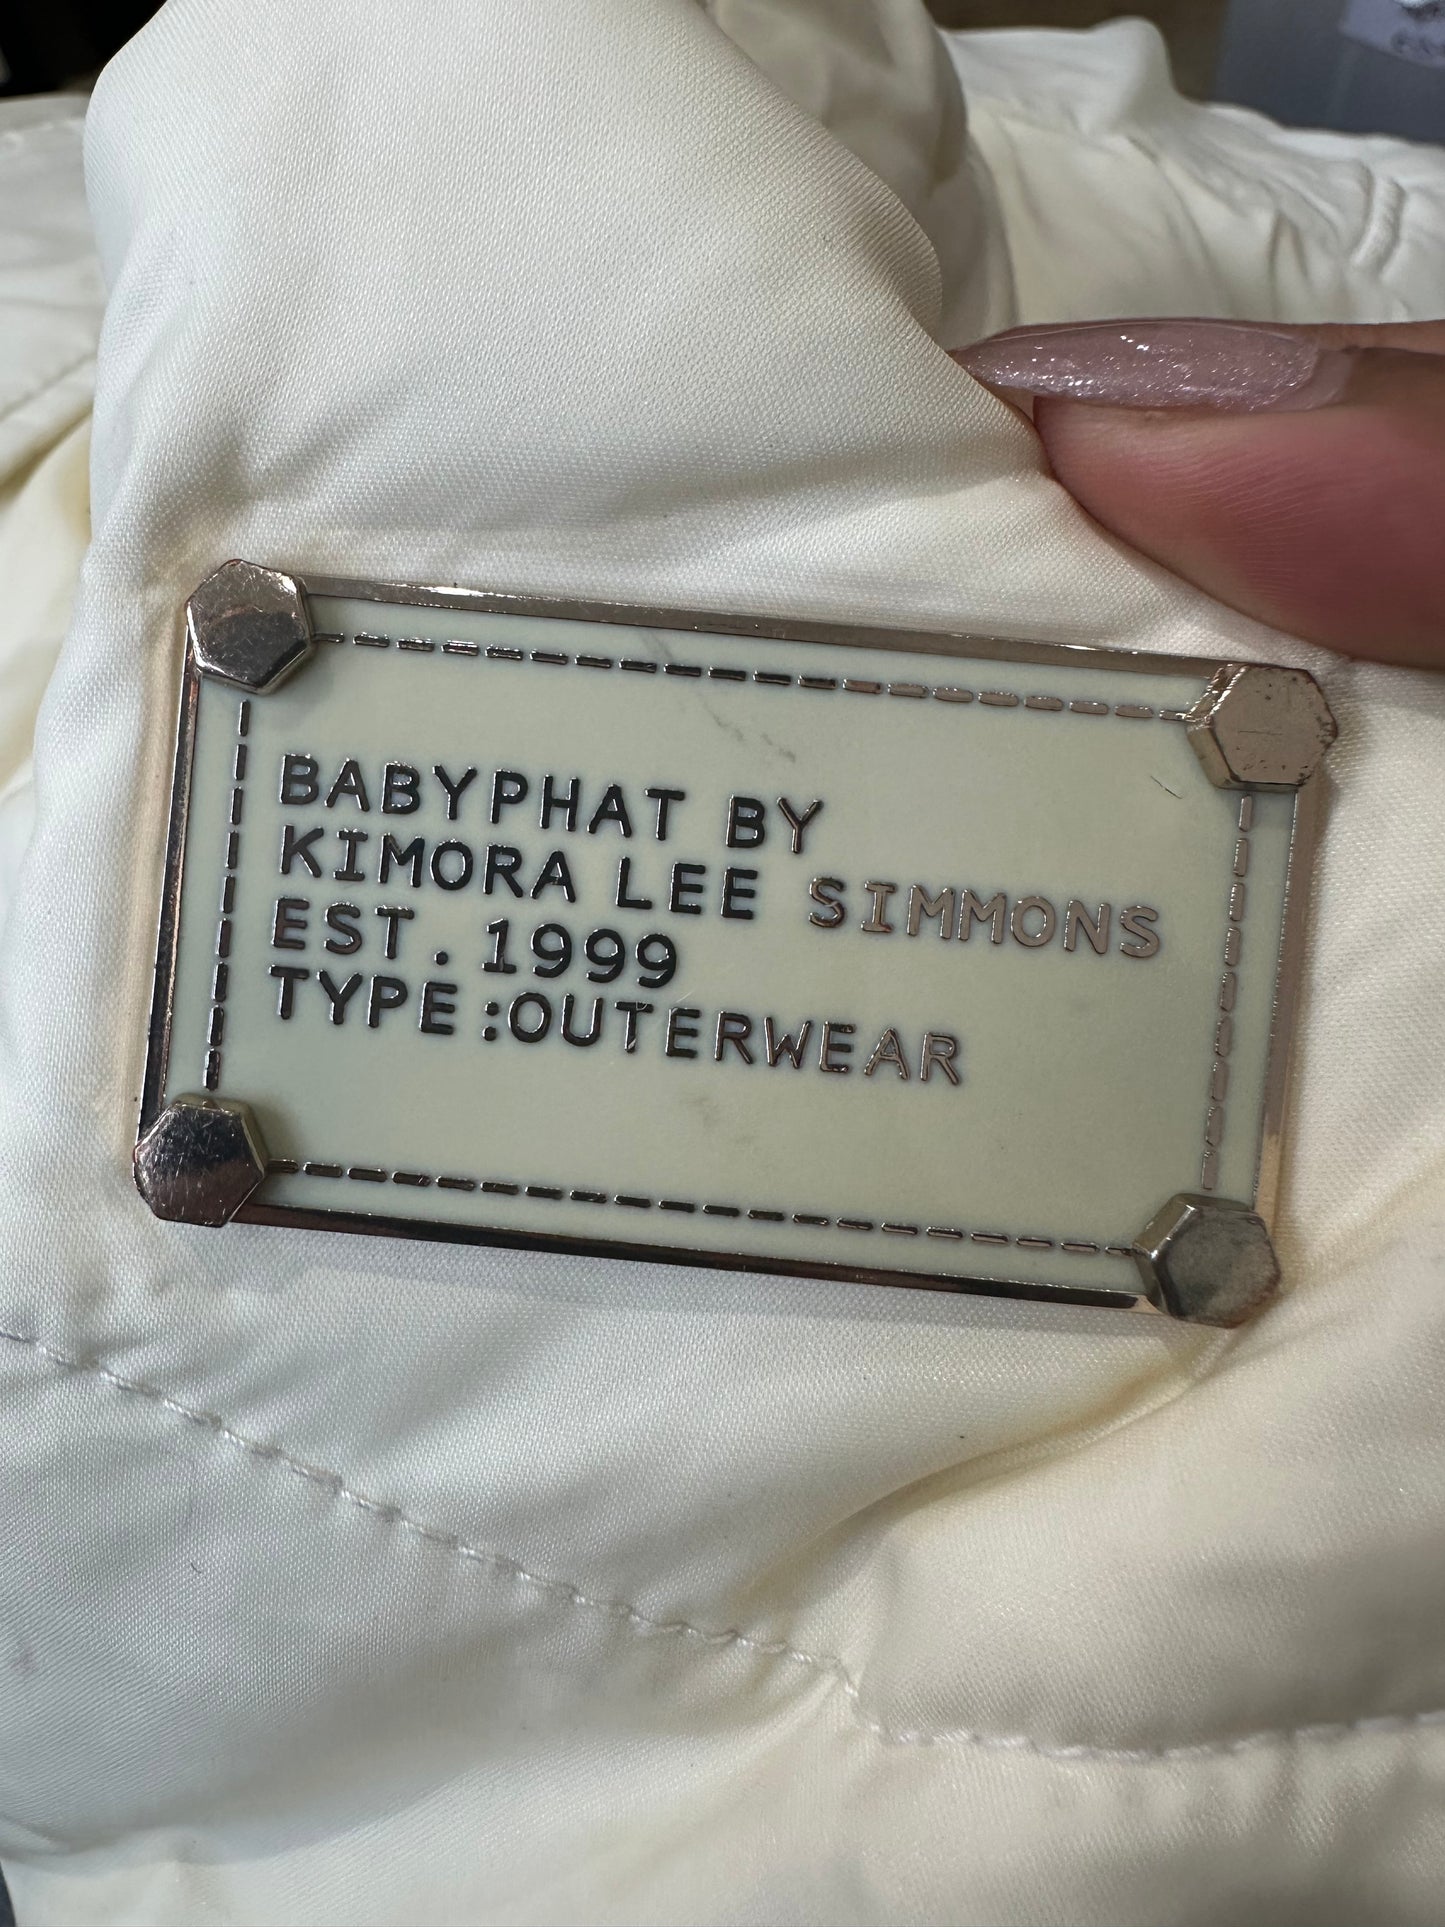 BABYPHAT BY
KIMORA LEE SIMMONS
EST. 1999
TYPE:OUTERWEAR